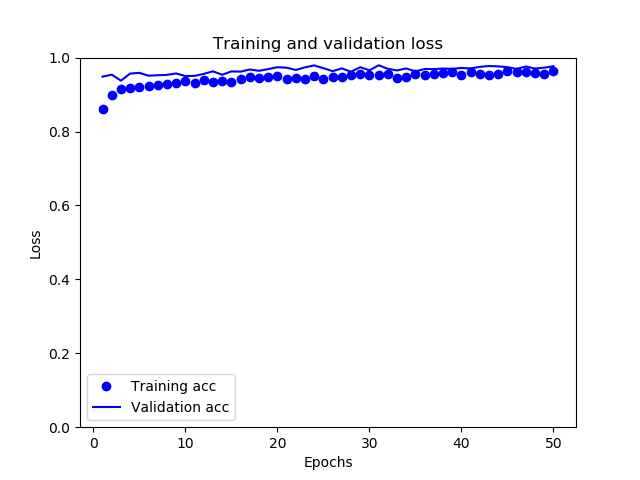 Training and validation loss
1.0
0.8
0.6
0.4
0.2
0.0
Loss
Training acc
Validation acc
0 10 20 30 40 50
Epochs